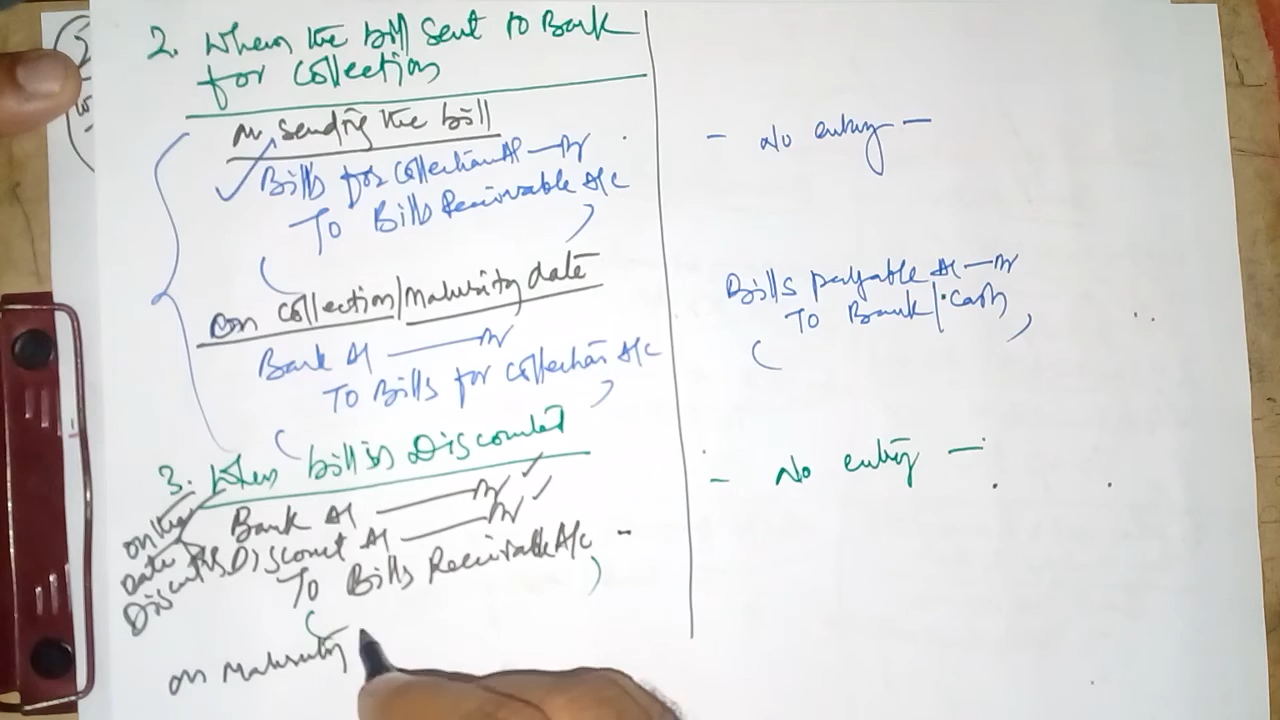 2. When the bill sent to Bank
for collection
on sending the bill
Bills for collection A/c — Dr
To Bills Receivable A/c
- No entry -
On collection/maturity date
Bank A/c — Dr
To Bills for collection A/c
Bills payable A/c — Dr
To Bank/Cash
3. When bill is Discounted
on the
Date
Bank A/c — Dr
Discount A/c — Dr
To Bills Receivable A/c
- No entry -
on Maturity